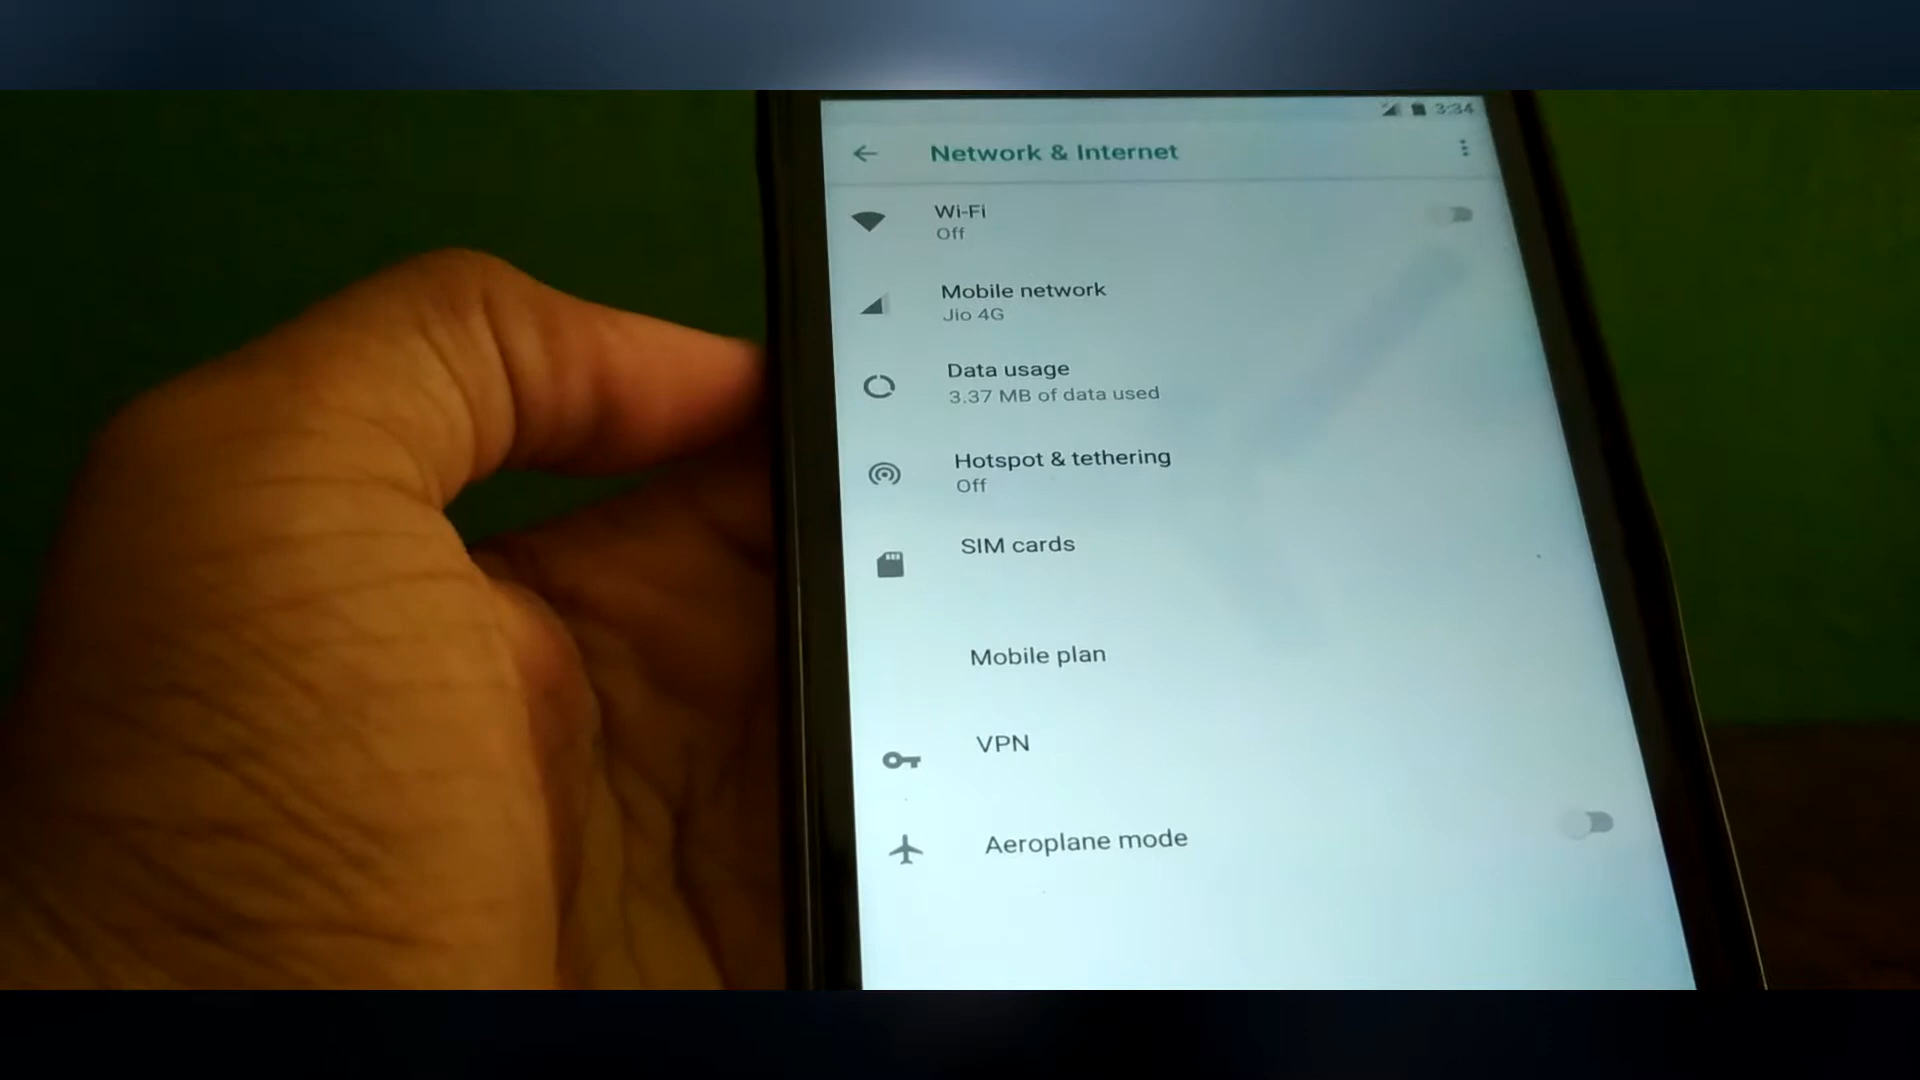 3:34
Network & Internet
Wi-Fi
Off
Mobile network
Jio 4G
Data usage
3.37 MB of data used
Hotspot & tethering
Off
SIM cards
Mobile plan
VPN
Aeroplane mode